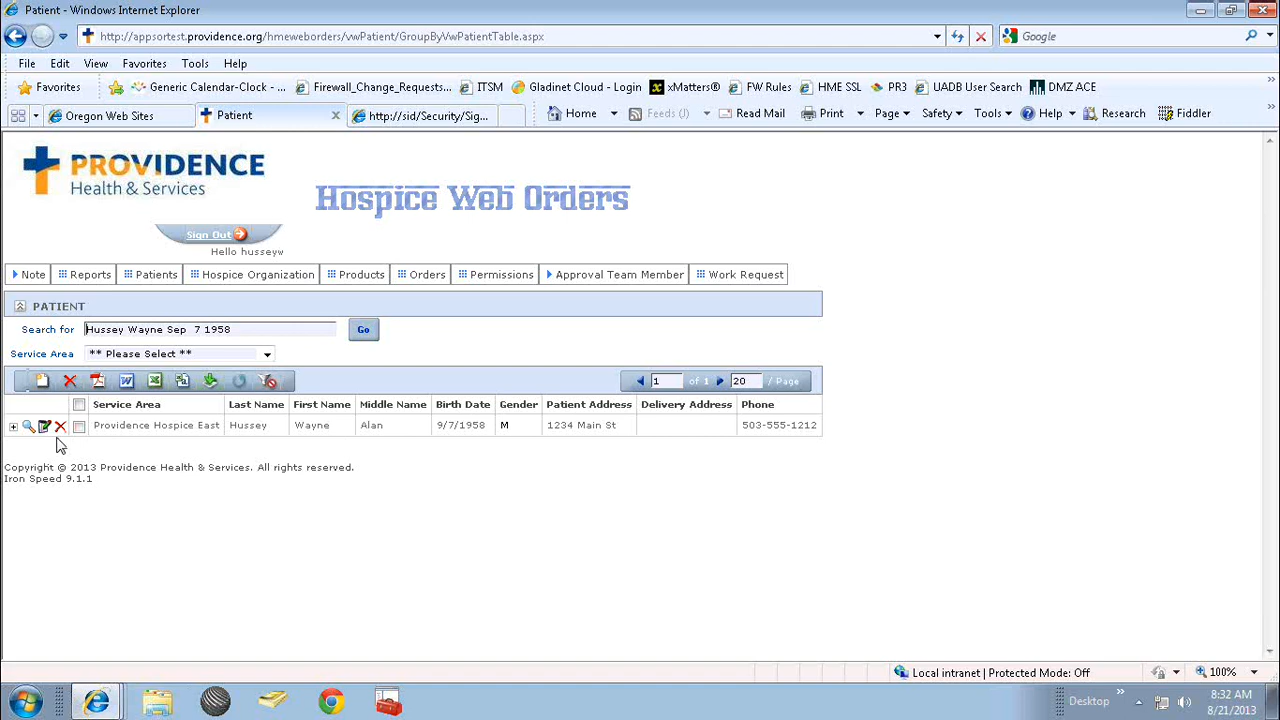 Patient - Windows Internet Explorer
http://appsortest.providence.org/hmeweborders/vwPatient/GroupByVwPatientTable.aspx
Google
File Edit View Favorites Tools Help
Favorites Generic Calendar-Clock - ... Firewall_Change_Requests... ITSM Gladinet Cloud - Login xMatters® FW Rules HME SSL PR3 UADB User Search DMZ ACE
Oregon Web Sites Patient http://sid/Security/Sig... Home Feeds (J) Read Mail Print Page Safety Tools Help Research Fiddler
PROVIDENCE
Health & Services
Hospice Web Orders
Sign Out
Hello husseyw
Note Reports Patients Hospice Organization Products Orders Permissions Approval Team Member Work Request
PATIENT
Search for Hussey Wayne Sep 7 1958 Go
Service Area ** Please Select **
1 of 1 20 / Page
Service Area Last Name First Name Middle Name Birth Date Gender Patient Address Delivery Address Phone
Providence Hospice East Hussey Wayne Alan 9/7/1958 M 1234 Main St 503-555-1212
Copyright © 2013 Providence Health & Services. All rights reserved.
Iron Speed 9.1.1
Local intranet | Protected Mode: Off 100%
Desktop 8:32 AM
8/21/2013